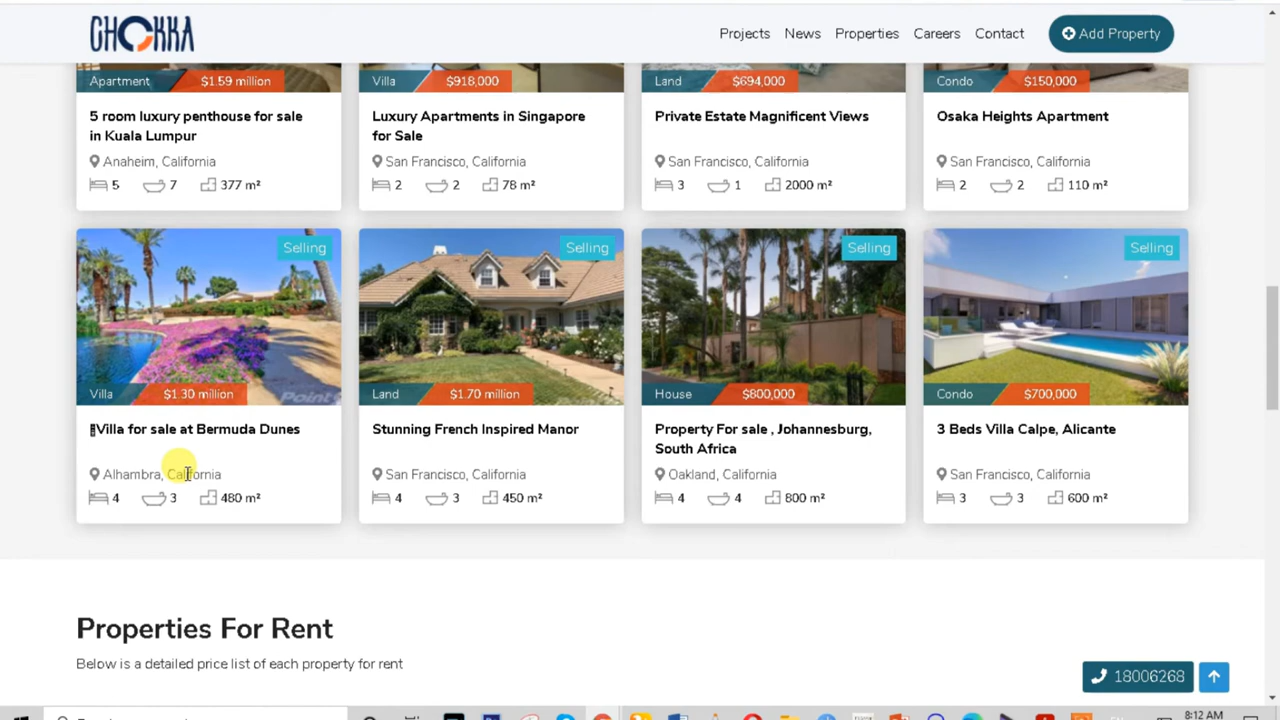 CHOKKA
Projects News Properties Careers Contact Add Property
Apartment $1.59 million
Villa $918,000
Land $694,000
Condo $150,000
5 room luxury penthouse for sale
in Kuala Lumpur
Anaheim, California
5 7 377 m²
Luxury Apartments in Singapore
for Sale
San Francisco, California
2 2 78 m²
Private Estate Magnificent Views
San Francisco, California
3 1 2000 m²
Osaka Heights Apartment
San Francisco, California
2 2 110 m²
Selling
Villa $1.30 million
Villa for sale at Bermuda Dunes
Alhambra, California
4 3 480 m²
Selling
Land $1.70 million
Stunning French Inspired Manor
San Francisco, California
4 3 450 m²
Selling
House $800,000
Property For sale , Johannesburg,
South Africa
Oakland, California
4 4 800 m²
Selling
Condo $700,000
3 Beds Villa Calpe, Alicante
San Francisco, California
3 3 600 m²
Properties For Rent
Below is a detailed price list of each property for rent
18006268
8:12 AM